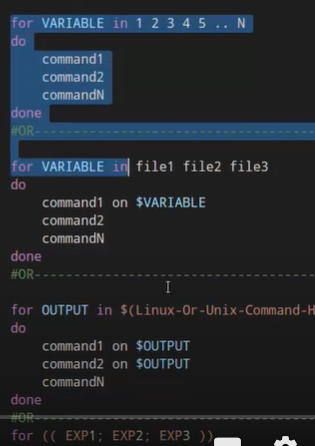 for VARIABLE in 1 2 3 4 5 .. N
do
    command1
    command2
    commandN
done
#OR--------------------------------
for VARIABLE in file1 file2 file3
do
    command1 on $VARIABLE
    command2
    commandN
done
#OR--------------------------------
for OUTPUT in $(Linux-Or-Unix-Command-H
do
    command1 on $OUTPUT
    command2 on $OUTPUT
    commandN
done
#OR--------------------------------
for (( EXP1; EXP2; EXP3 ))